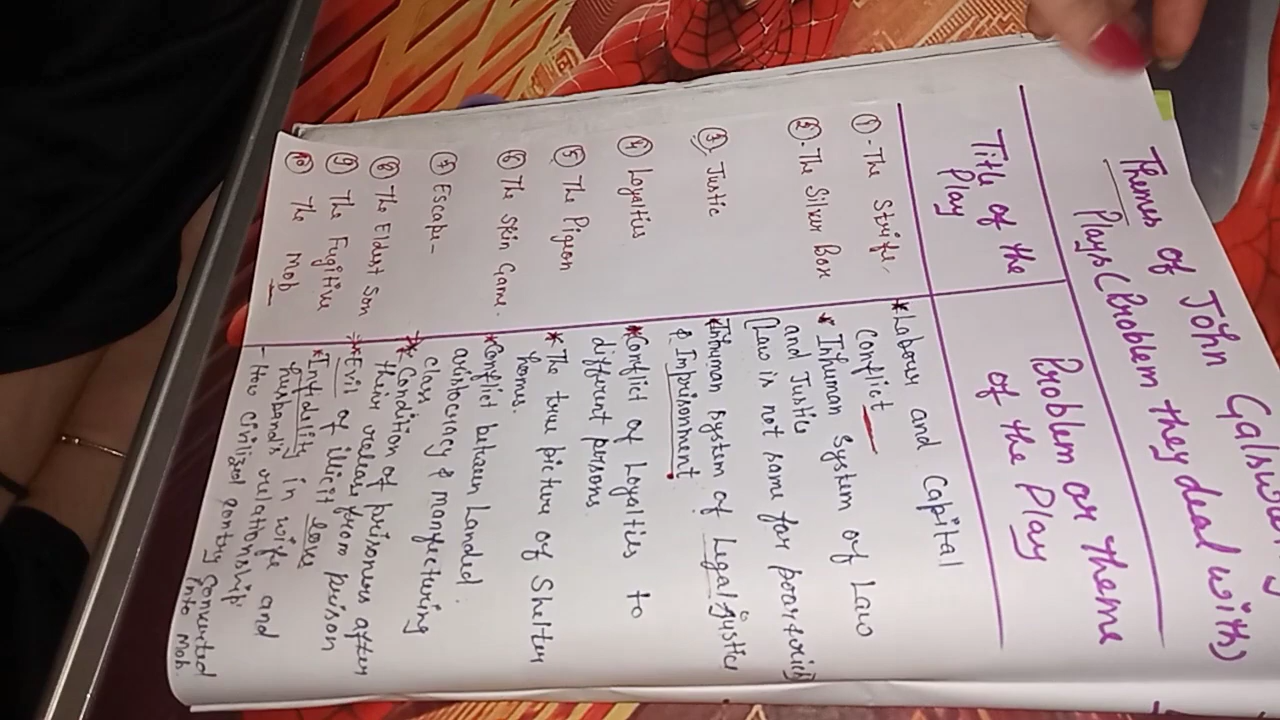 Themes of John Galswor
Plays (Problem they deal with)
Title of the
Play
Problem or Theme
of the Play
① - The Strife.
* Labour and Capital
Conflict
② - The Silver Box
* Inhuman System of Law
and Justice
(Law is not same for poor & rich)
③ Justic
* Inhuman system of Legal Justice
& Imprisonment
④ Loyalties
* Conflict of Loyalties to
different persons.
⑤ The Pigeon
* The true picture of Shelter
homes.
⑥ The Skin Game.
* Conflict between Landed
aristocracy & manufecturing
class.
⑦ Escape-
* Condition of prisoners after
their release from prison
⑧ The Eldest Son
* Evil of illicit love
⑨ The Fugitive
* Infidelity in wife and
husband's relationship
⑩ The Mob
- How Civilized contry Converted
into Mob.